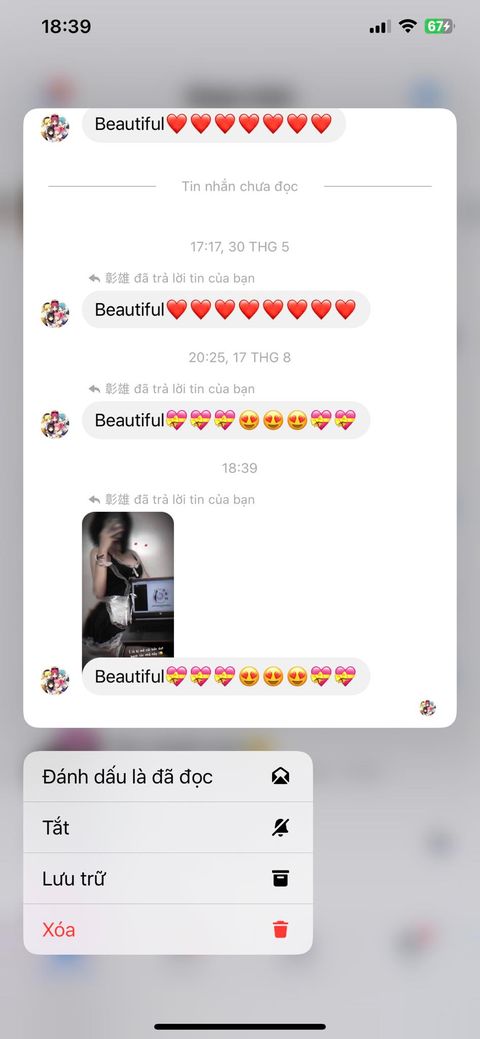 18:39
67
Beautiful❤️❤️❤️❤️❤️❤️❤️
Tin nhắn chưa đọc
17:17, 30 THG 5
彰雄 đã trả lời tin của bạn
Beautiful❤️❤️❤️❤️❤️❤️❤️❤️
20:25, 17 THG 8
彰雄 đã trả lời tin của bạn
Beautiful💝💝💝😍😍😍💝💝
18:39
彰雄 đã trả lời tin của bạn
Beautiful💝💝💝😍😍😍💝💝
Đánh dấu là đã đọc
Tắt
Lưu trữ
Xóa